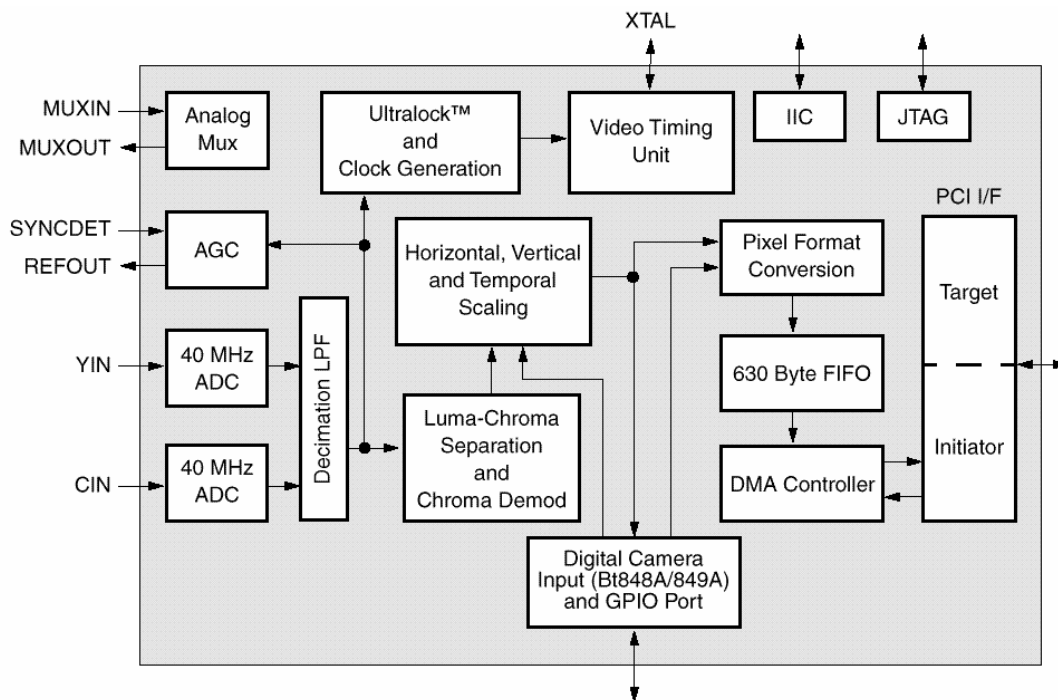 XTAL
MUXIN
MUXOUT
Analog
Mux
Ultralock™
and
Clock Generation
Video Timing
Unit
IIC
JTAG
PCI I/F
SYNCDET
REFOUT
AGC
Horizontal, Vertical
and Temporal
Scaling
Pixel Format
Conversion
Target
YIN
40 MHz
ADC
Decimation LPF
630 Byte FIFO
Luma-Chroma
Separation
and
Chroma Demod
Initiator
CIN
40 MHz
ADC
DMA Controller
Digital Camera
Input (Bt848A/849A)
and GPIO Port